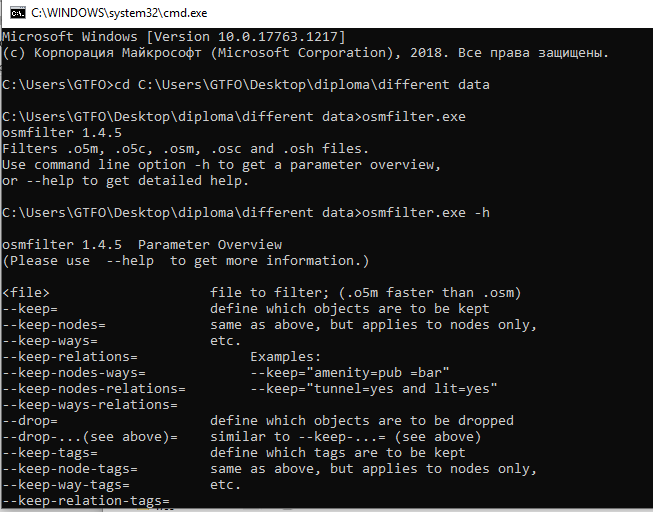 C:\WINDOWS\system32\cmd.exe
Microsoft Windows [Version 10.0.17763.1217]
(c) Корпорация Майкрософт (Microsoft Corporation), 2018. Все права защищены.
C:\Users\GTFO>cd C:\Users\GTFO\Desktop\diploma\different data
C:\Users\GTFO\Desktop\diploma\different data>osmfilter.exe
osmfilter 1.4.5
Filters .o5m, .o5c, .osm, .osc and .osh files.
Use command line option -h to get a parameter overview,
or --help to get detailed help.
C:\Users\GTFO\Desktop\diploma\different data>osmfilter.exe -h
osmfilter 1.4.5  Parameter Overview
(Please use  --help  to get more information.)
<file>                    file to filter; (.o5m faster than .osm)
--keep=                   define which objects are to be kept
--keep-nodes=             same as above, but applies to nodes only,
--keep-ways=              etc.
--keep-relations=              Examples:
--keep-nodes-ways=             --keep="amenity=pub =bar"
--keep-nodes-relations=        --keep="tunnel=yes and lit=yes"
--keep-ways-relations=
--drop=                   define which objects are to be dropped
--drop-...(see above)=    similar to --keep-...= (see above)
--keep-tags=              define which tags are to be kept
--keep-node-tags=         same as above, but applies to nodes only,
--keep-way-tags=          etc.
--keep-relation-tags=